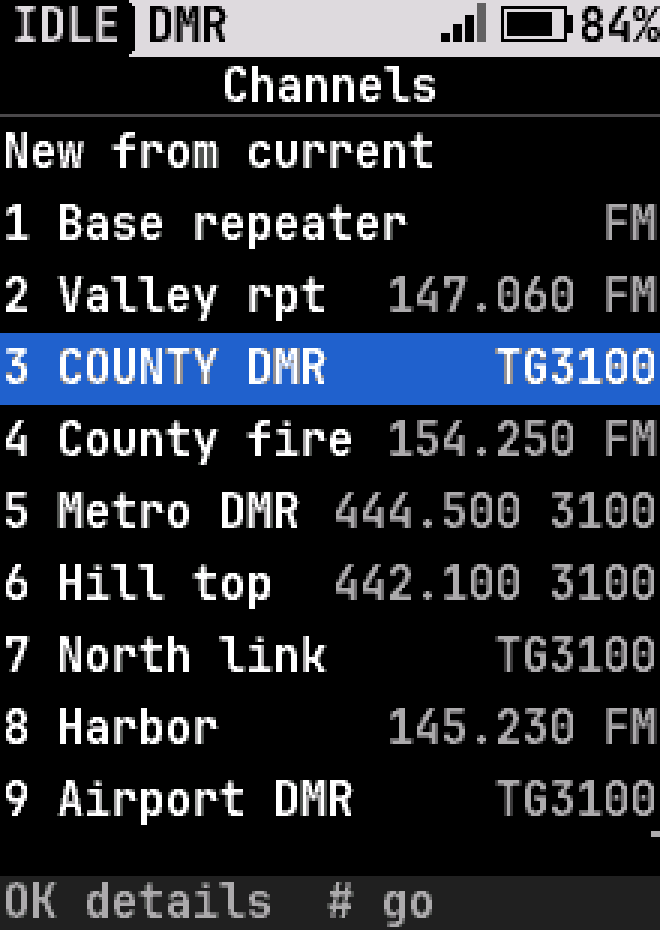 IDLE DMR 84%
Channels
New from current
1 Base repeater FM
2 Valley rpt 147.060 FM
3 COUNTY DMR TG3100
4 County fire 154.250 FM
5 Metro DMR 444.500 3100
6 Hill top 442.100 3100
7 North link TG3100
8 Harbor 145.230 FM
9 Airport DMR TG3100
OK details # go